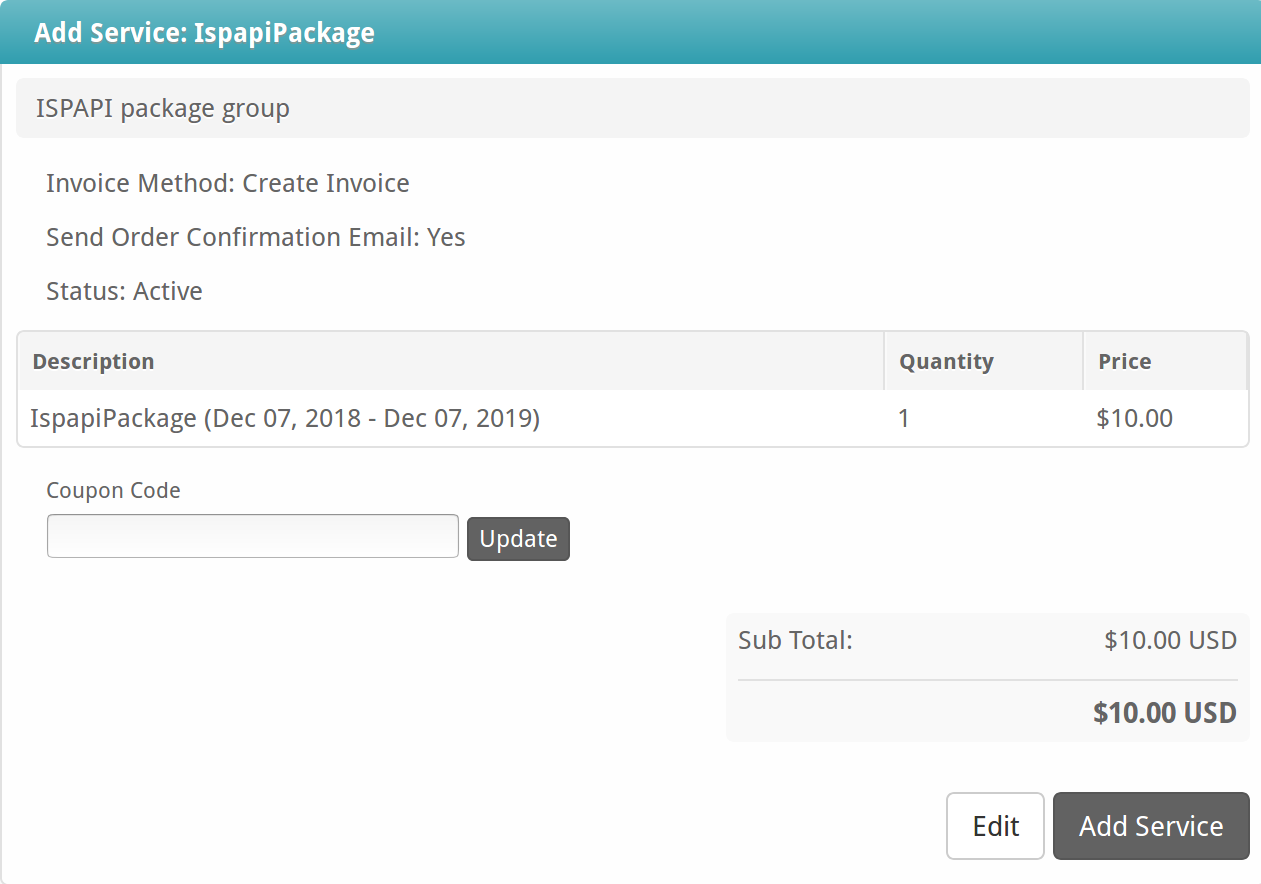 Add Service: IspapiPackage
ISPAPI package group
Invoice Method: Create Invoice
Send Order Confirmation Email: Yes
Status: Active
Description Quantity Price
IspapiPackage (Dec 07, 2018 - Dec 07, 2019) 1 $10.00
Coupon Code
Update
Sub Total: $10.00 USD
$10.00 USD
Edit Add Service